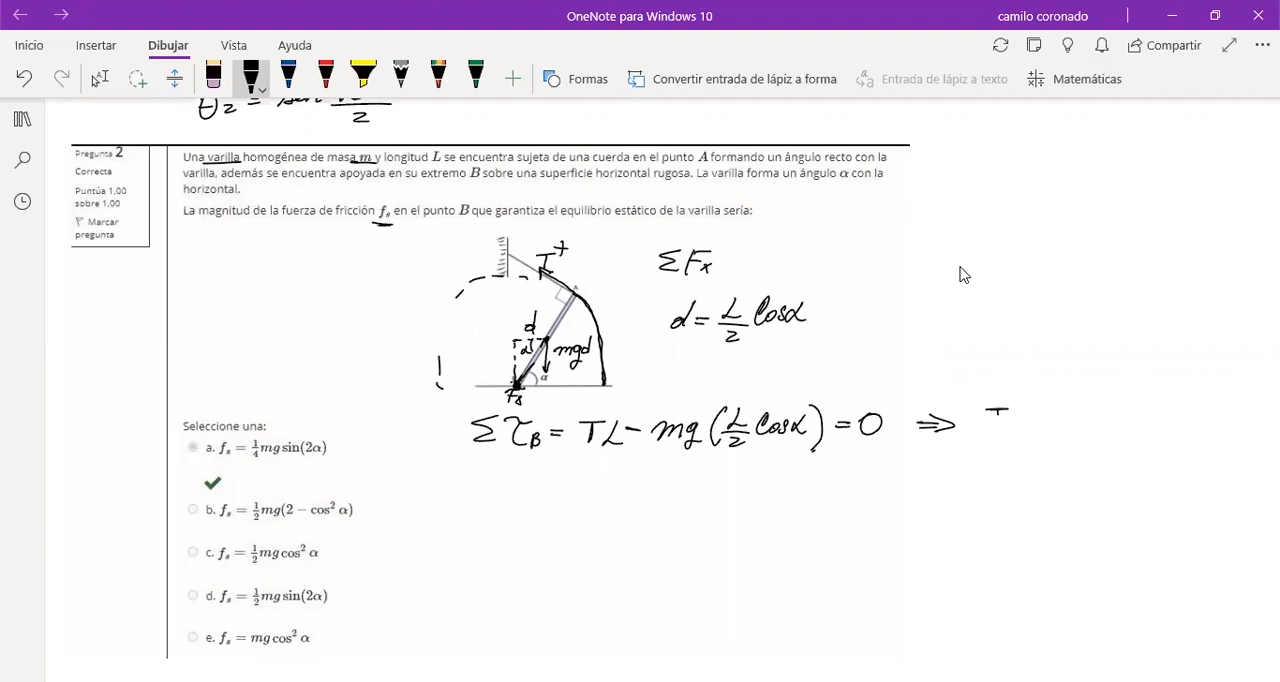 OneNote para Windows 10
camilo coronado
Inicio Insertar Dibujar Vista Ayuda
Compartir
Formas Convertir entrada de lápiz a forma Entrada de lápiz a texto Matemáticas
θ2 = sen
2
Pregunta 2
Correcta
Puntúa 1,00
sobre 1,00
Marcar
pregunta
Una varilla homogénea de masa m y longitud L se encuentra sujeta de una cuerda en el punto A formando un ángulo recto con la
varilla, además se encuentra apoyada en su extremo B sobre una superficie horizontal rugosa. La varilla forma un ángulo α con la
horizontal.
La magnitud de la fuerza de fricción fs en el punto B que garantiza el equilibrio estático de la varilla sería:
T +
A
ΣFx
d = L/2 Cosα
d
α
mgd
α
fs
Στ_B = TL - mg(L/2 Cosα) = 0 ⇒
Seleccione una:
a. fs = 1/4 mg sin(2α)
b. fs = 1/2 mg(2 − cos² α)
c. fs = 1/2 mg cos² α
d. fs = 1/2 mg sin(2α)
e. fs = mg cos² α